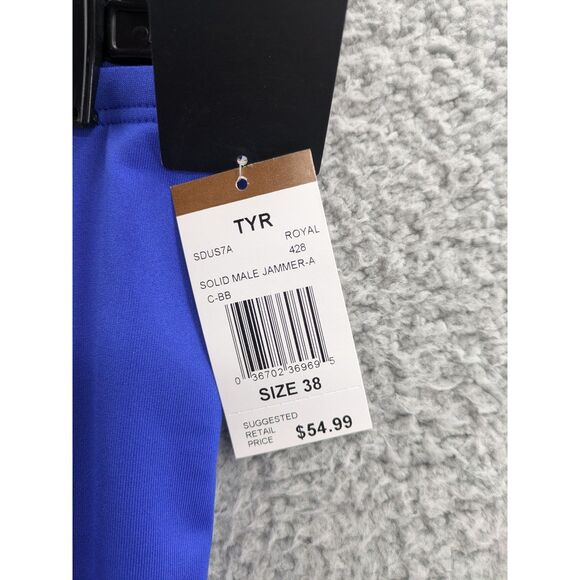 TYR
SDUS7A ROYAL
428
SOLID MALE JAMMER-A
C-BB
0 36702 36969 5
SIZE 38
SUGGESTED
RETAIL
PRICE $54.99